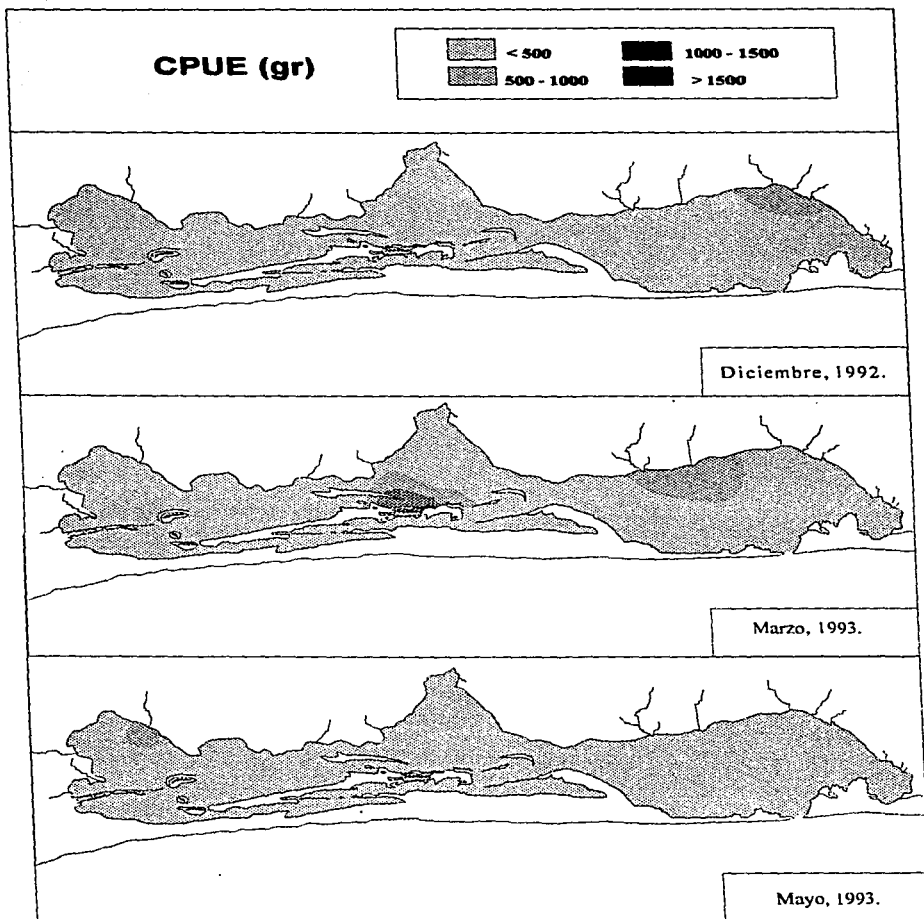 CPUE (gr)
< 500
1000 - 1500
500 - 1000
> 1500
Diciembre, 1992.
Marzo, 1993.
Mayo, 1993.